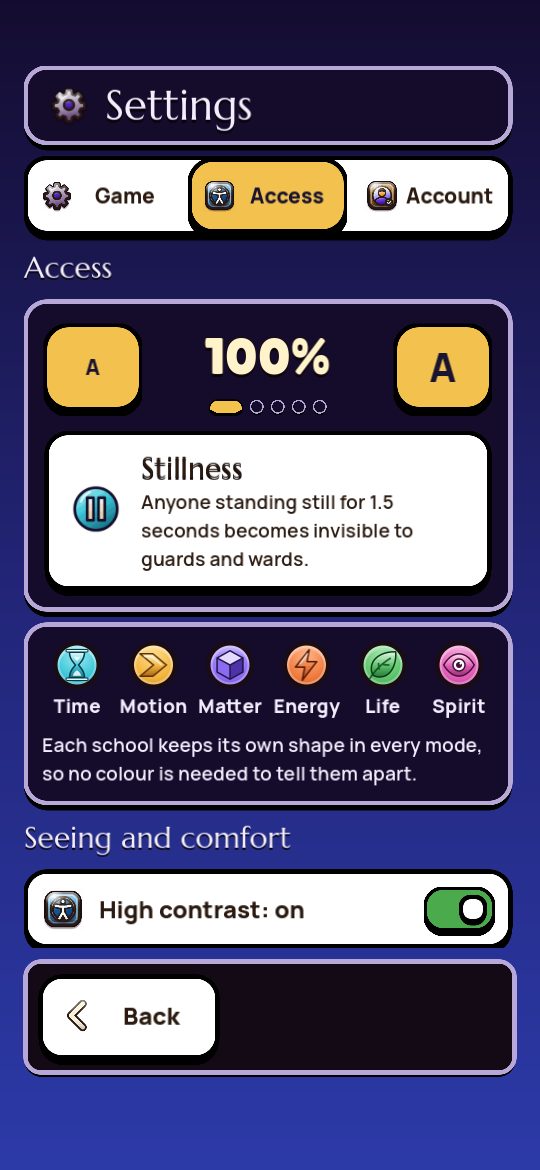 Settings
Game
Access
Account
Access
A
100%
A
Stillness
Anyone standing still for 1.5
seconds becomes invisible to
guards and wards.
Time
Motion
Matter
Energy
Life
Spirit
Each school keeps its own shape in every mode,
so no colour is needed to tell them apart.
Seeing and comfort
High contrast: on
Back